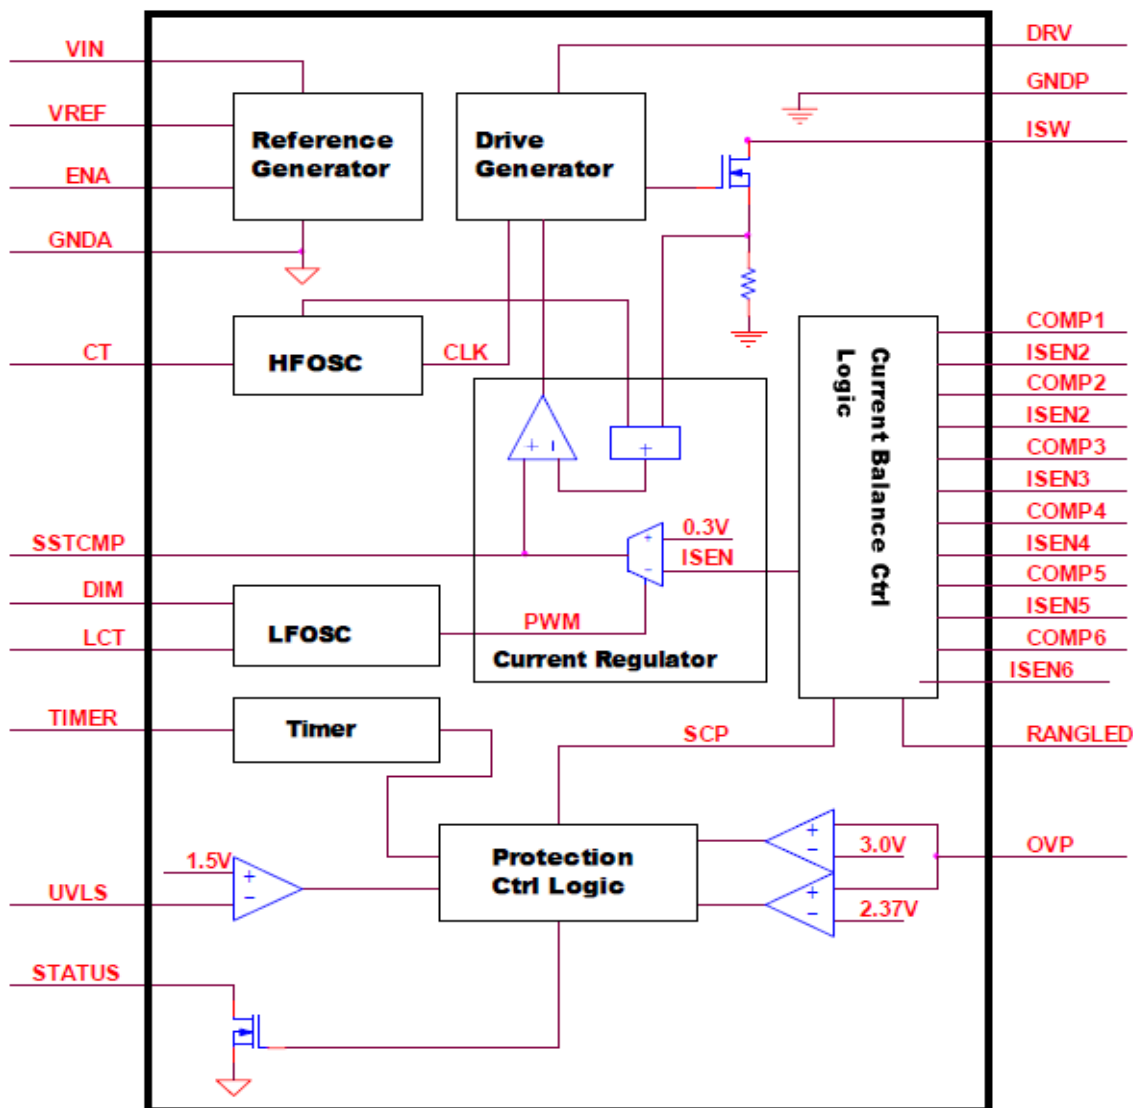 VIN
VREF
ENA
GNDA
CT
SSTCMP
DIM
LCT
TIMER
UVLS
STATUS
Reference
Generator
Drive
Generator
HFOSC
CLK
+ −
+
0.3V
+
ISEN
−
PWM
LFOSC
Current Regulator
Timer
SCP
Current Balance Ctrl
Logic
Protection
Ctrl Logic
1.5V
+
−
+
3.0V
−
+
2.37V
−
DRV
GNDP
ISW
COMP1
ISEN2
COMP2
ISEN2
COMP3
ISEN3
COMP4
ISEN4
COMP5
ISEN5
COMP6
ISEN6
RANGLED
OVP